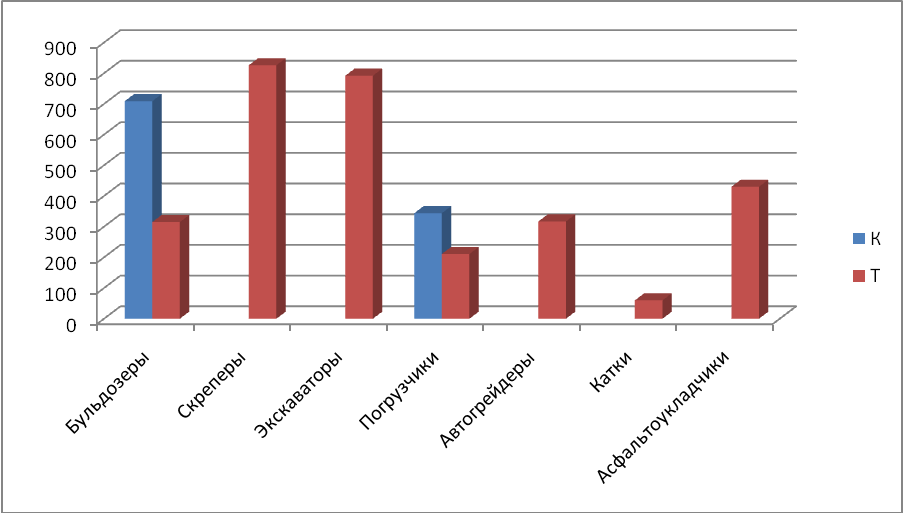 900
800
700
600
500
400
300
200
100
0
Бульдозеры
Скреперы
Экскаваторы
Погрузчики
Автогрейдеры
Катки
Асфальтоукладчики
К
Т